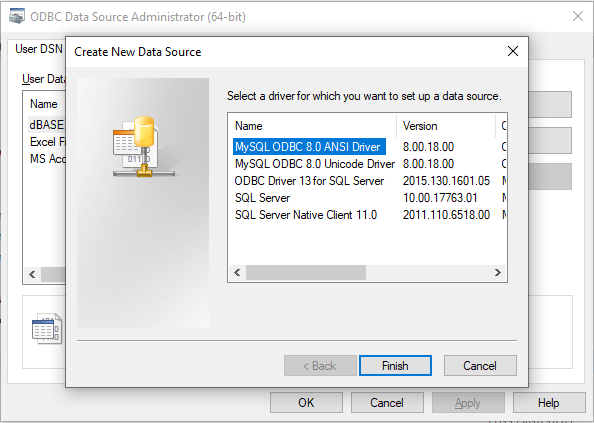 ODBC Data Source Administrator (64-bit)
User DSN
User Data
Name
dBASE
Excel Fi
MS Acc
Create New Data Source
Select a driver for which you want to set up a data source.
Name Version
MySQL ODBC 8.0 ANSI Driver 8.00.18.00
MySQL ODBC 8.0 Unicode Driver 8.00.18.00
ODBC Driver 13 for SQL Server 2015.130.1601.05
SQL Server 10.00.17763.01
SQL Server Native Client 11.0 2011.110.6518.00
< Back Finish Cancel
OK Cancel Apply Help